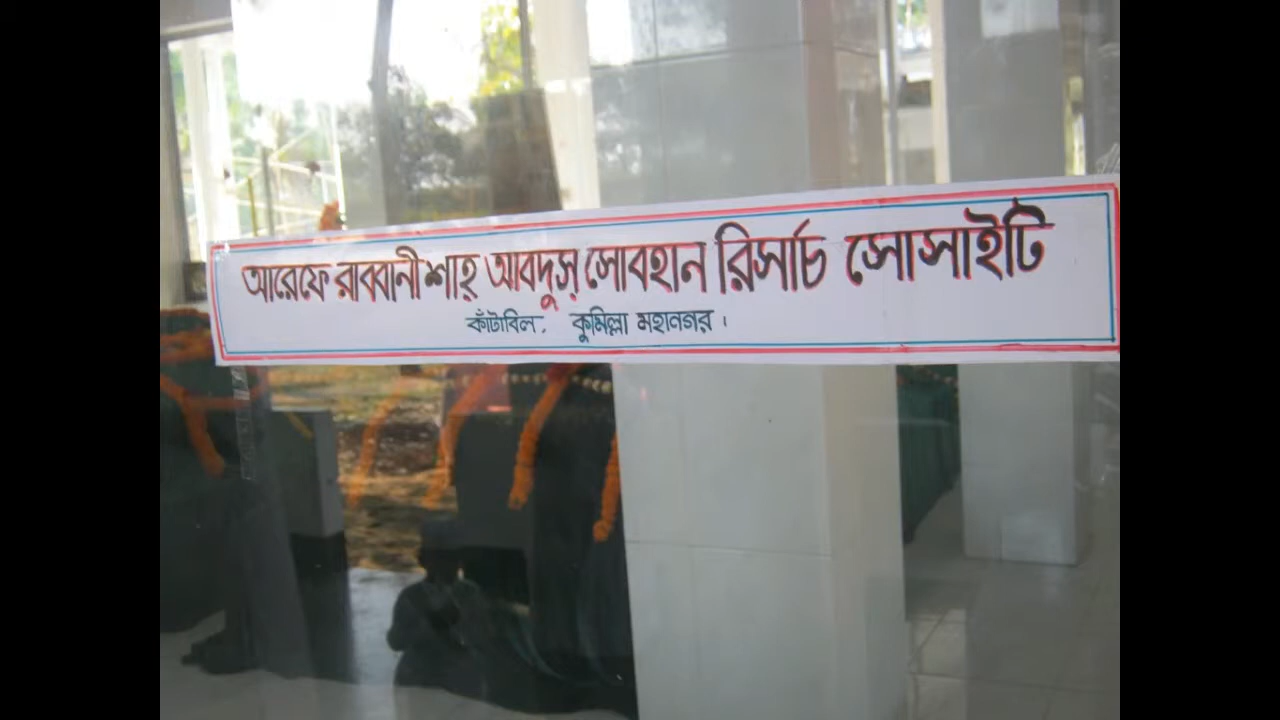 আরেফে রাব্বানী শাহ্ আবদুস্ সোবহান রিসার্চ সোসাইটি
কাঁটাবিল, কুমিল্লা মহানগর।